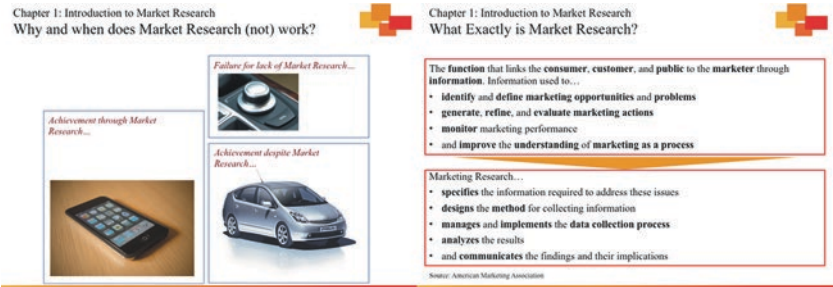 Chapter 1: Introduction to Market Research
Why and when does Market Research (not) work?
Failure for lack of Market Research…
Achievement through Market
Research…
Achievement despite Market
Research…
Chapter 1: Introduction to Market Research
What Exactly is Market Research?
The function that links the consumer, customer, and public to the marketer through
information. Information used to…
• identify and define marketing opportunities and problems
• generate, refine, and evaluate marketing actions
• monitor marketing performance
• and improve the understanding of marketing as a process
Marketing Research…
• specifies the information required to address these issues
• designs the method for collecting information
• manages and implements the data collection process
• analyzes the results
• and communicates the findings and their implications
Source: American Marketing Association